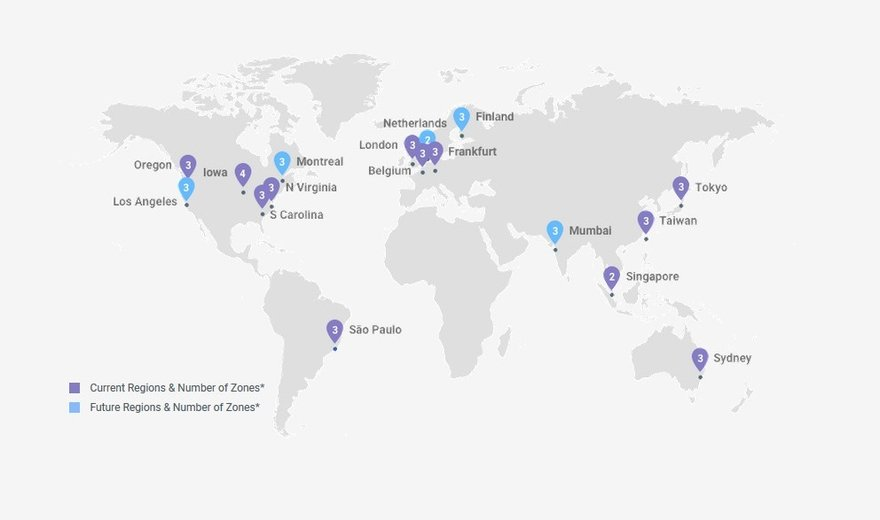 3 Finland
Netherlands 2
London 3
3 Frankfurt
Belgium 3
Oregon 3
3 Montreal
Iowa 4
3 N Virginia
Los Angeles 3
3 S Carolina
3 Tokyo
3 Taiwan
3 Mumbai
2 Singapore
3 São Paulo
3 Sydney
Current Regions & Number of Zones*
Future Regions & Number of Zones*